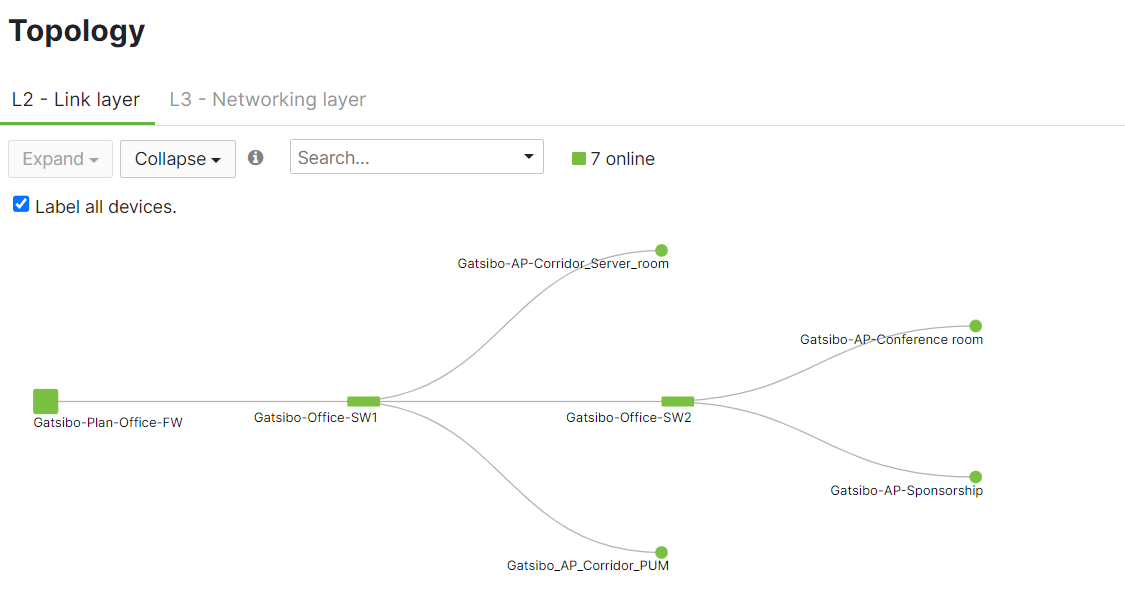 Topology
L2 - Link layer
L3 - Networking layer
Expand
Collapse
Search...
7 online
Label all devices.
Gatsibo-AP-Corridor_Server_room
Gatsibo-AP-Conference room
Gatsibo-Plan-Office-FW
Gatsibo-Office-SW1
Gatsibo-Office-SW2
Gatsibo-AP-Sponsorship
Gatsibo_AP_Corridor_PUM